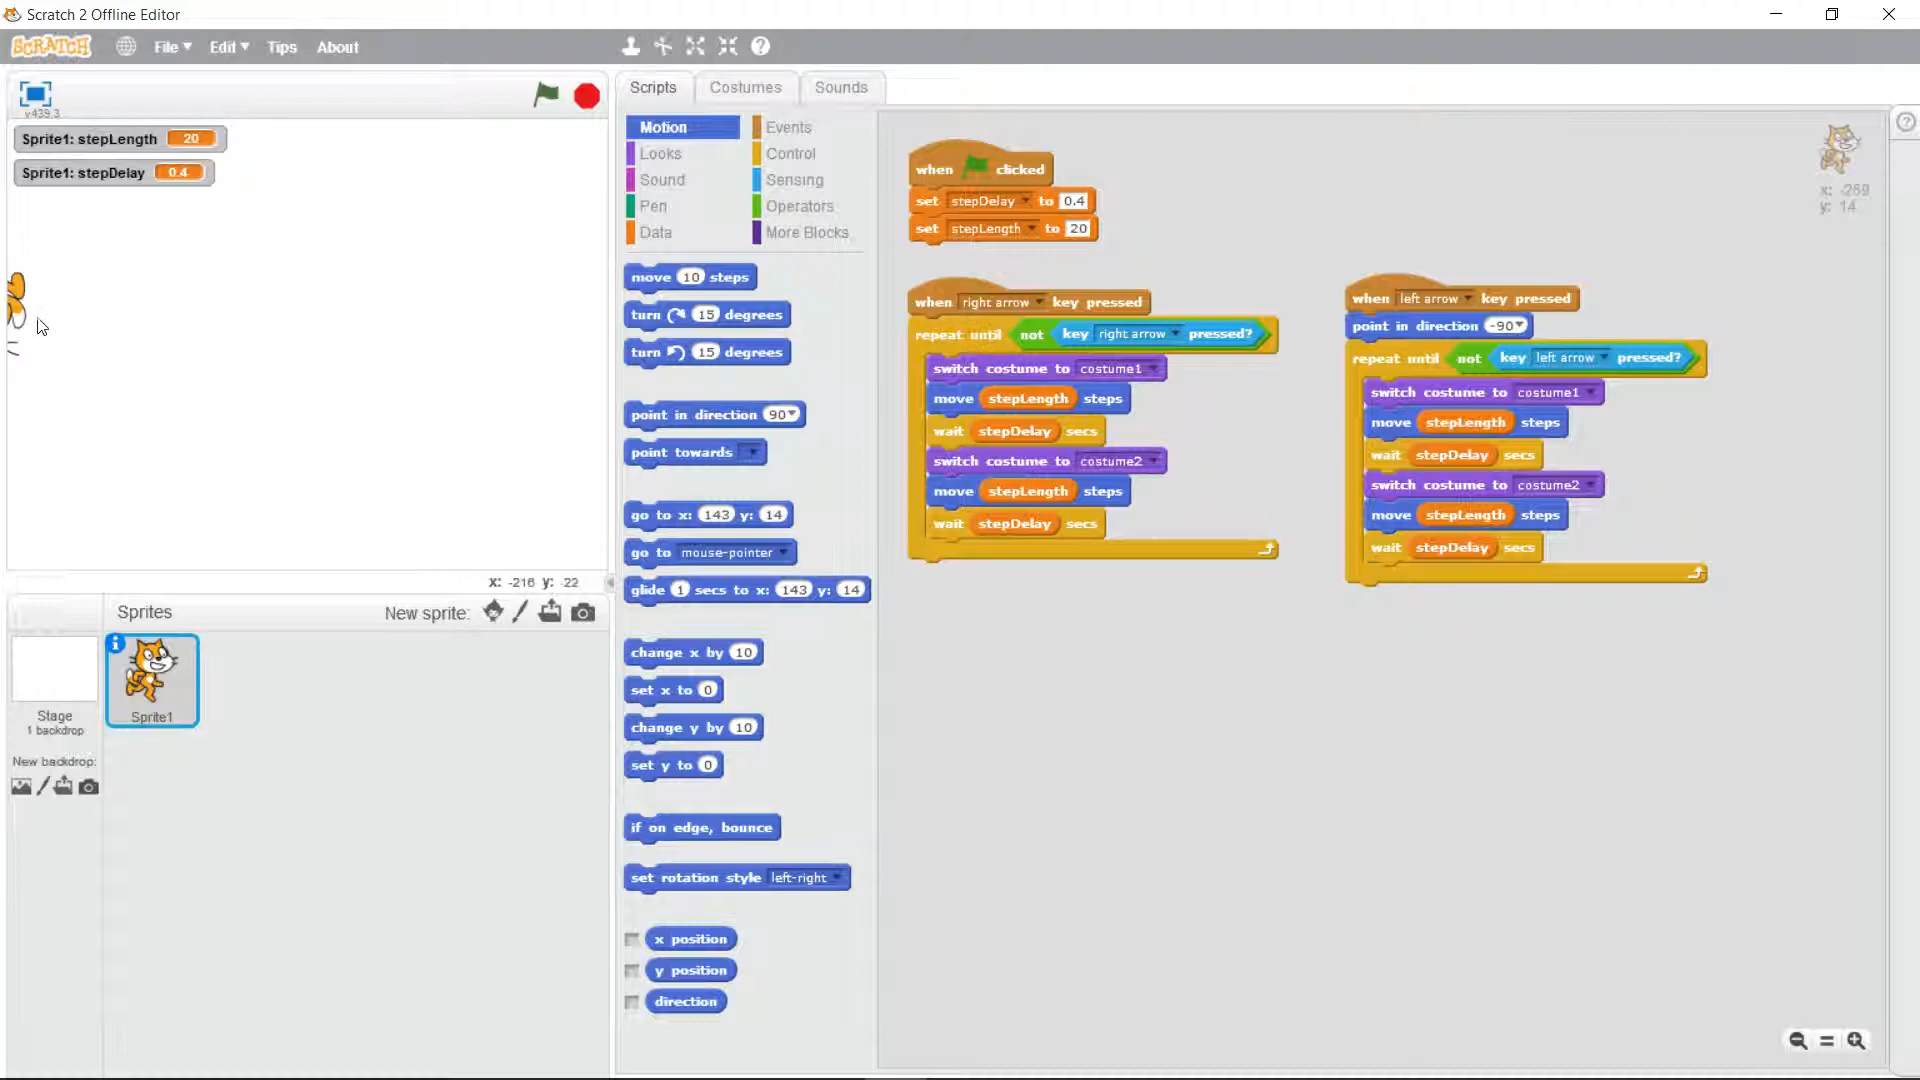 Scratch 2 Offline Editor
SCRATCH File Edit Tips About
v439.3
Scripts Costumes Sounds
Sprite1: stepLength 20
Sprite1: stepDelay 0.4
x: -216 y: -22
Sprites New sprite:
Sprite1
Stage
1 backdrop
New backdrop:
Motion Events
Looks Control
Sound Sensing
Pen Operators
Data More Blocks
move 10 steps
turn 15 degrees
turn 15 degrees
point in direction 90
point towards
go to x: 143 y: 14
go to mouse-pointer
glide 1 secs to x: 143 y: 14
change x by 10
set x to 0
change y by 10
set y to 0
if on edge, bounce
set rotation style left-right
x position
y position
direction
when clicked
set stepDelay to 0.4
set stepLength to 20
when right arrow key pressed
repeat until not key right arrow pressed?
switch costume to costume1
move stepLength steps
wait stepDelay secs
switch costume to costume2
move stepLength steps
wait stepDelay secs
when left arrow key pressed
point in direction -90
repeat until not key left arrow pressed?
switch costume to costume1
move stepLength steps
wait stepDelay secs
switch costume to costume2
move stepLength steps
wait stepDelay secs
x: -269
y: 14